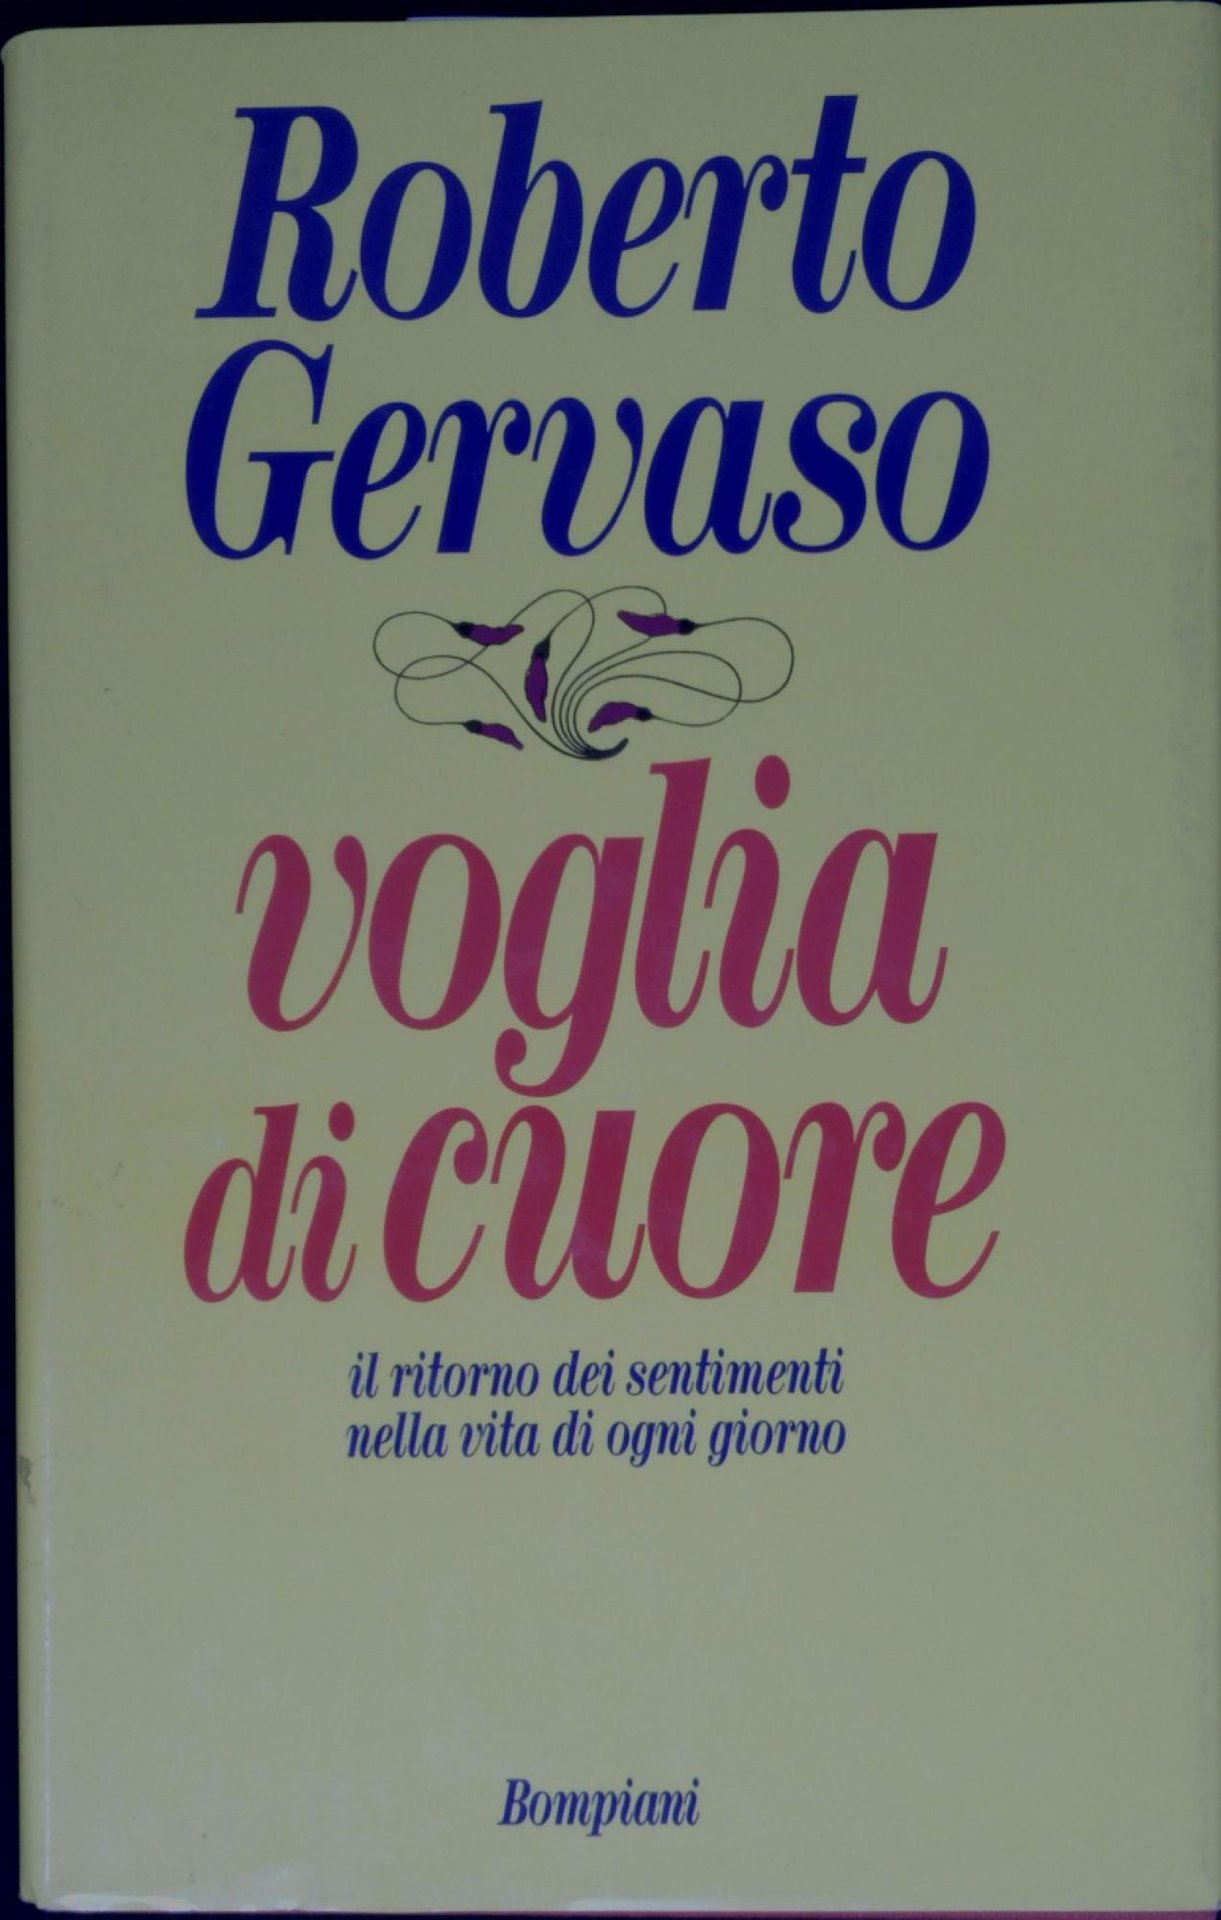 Roberto
Gervaso
voglia
di cuore
il ritorno dei sentimenti
nella vita di ogni giorno
Bompiani